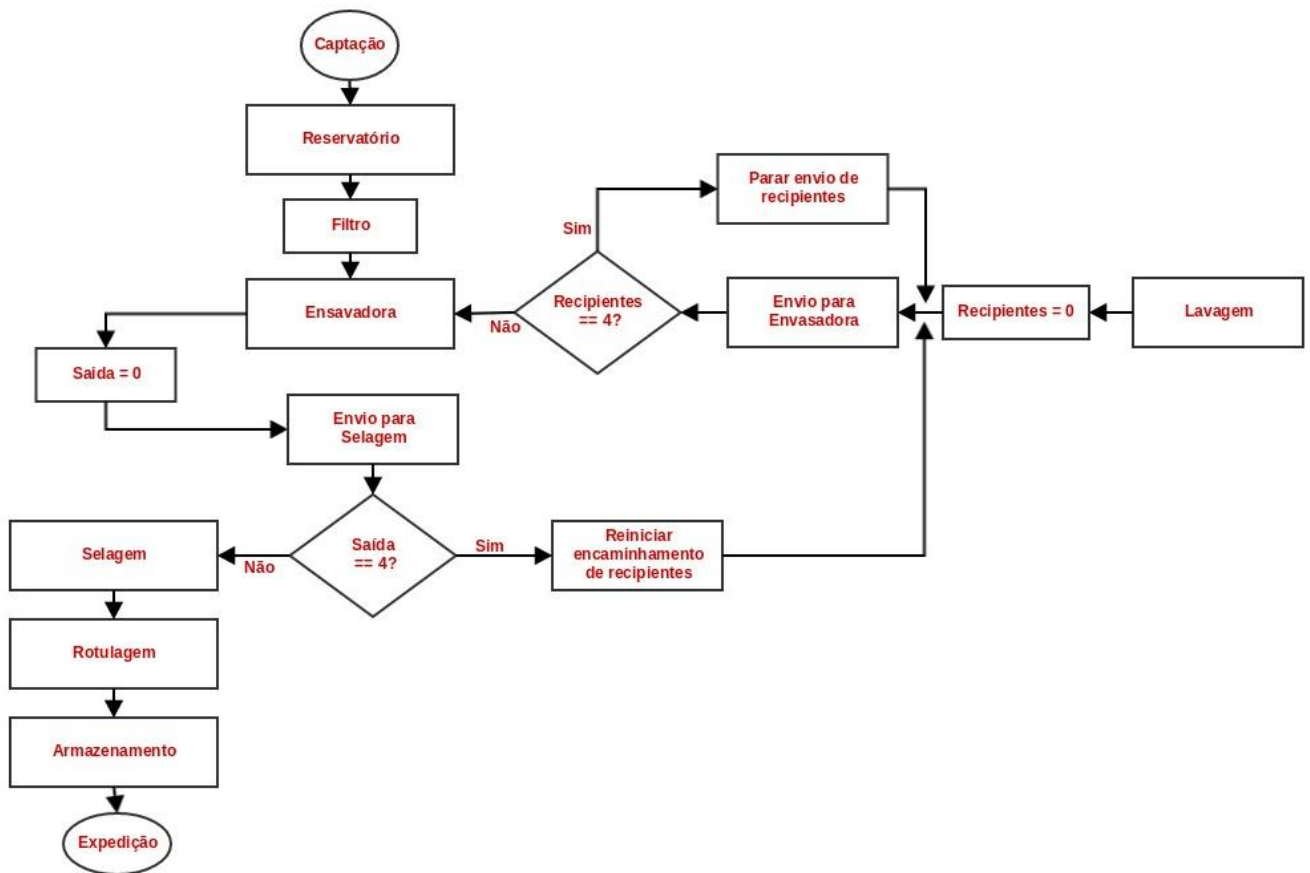 Captação
Reservatório
Filtro
Ensavadora
Parar envio de
recipientes
Sim
Recipientes
== 4?
Não
Envio para
Envasadora
Recipientes = 0
Lavagem
Saída = 0
Envio para
Selagem
Saída
== 4?
Sim
Não
Reiniciar
encaminhamento
de recipientes
Selagem
Rotulagem
Armazenamento
Expedição